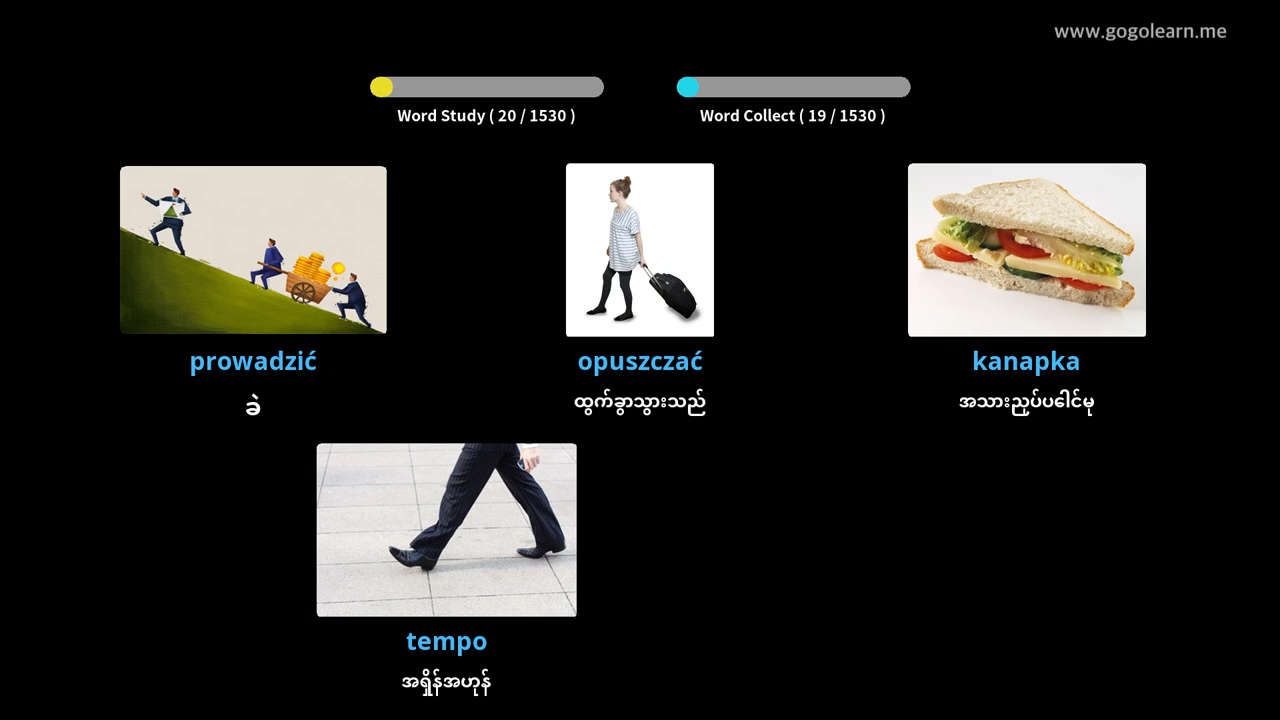 www.gogolearn.me
Word Study ( 20 / 1530 )
Word Collect ( 19 / 1530 )
prowadzić
opuszczać
kanapka
ခဲ
ထွက်ခွာသွားသည်
အသားညှပ်ပေါင်မု
tempo
အရှိန်အဟုန်